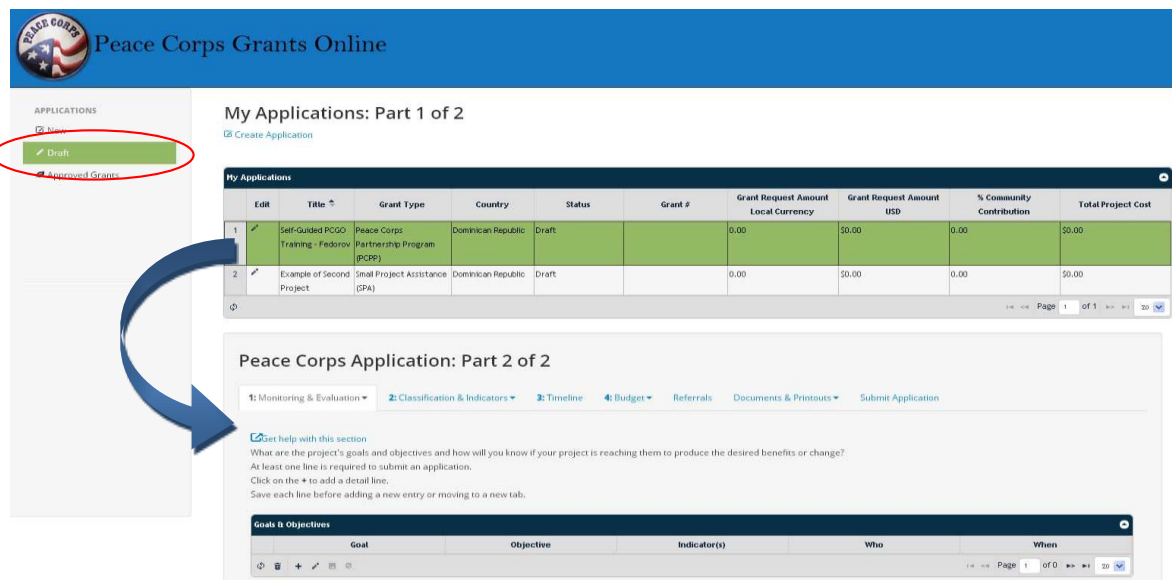 PEACE CORPS
Peace Corps Grants Online
APPLICATIONS
New
Draft
Approved Grants
My Applications: Part 1 of 2
Create Application
My Applications
Edit Title Grant Type Country Status Grant # Grant Request Amount Local Currency Grant Request Amount USD % Community Contribution Total Project Cost
1 Self-Guided PCGO Training - Fedorov Peace Corps Partnership Program (PCPP) Dominican Republic Draft 0.00 $0.00 0.00 $0.00
2 Example of Second Project Small Project Assistance (SPA) Dominican Republic Draft 0.00 $0.00 0.00 $0.00
Page 1 of 1 20
Peace Corps Application: Part 2 of 2
1: Monitoring & Evaluation 2: Classification & Indicators 3: Timeline 4: Budget Referrals Documents & Printouts Submit Application
Get help with this section
What are the project's goals and objectives and how will you know if your project is reaching them to produce the desired benefits or change?
At least one line is required to submit an application.
Click on the + to add a detail line.
Save each line before adding a new entry or moving to a new tab.
Goals & Objectives
Goal Objective Indicator(s) Who When
Page 1 of 0 20